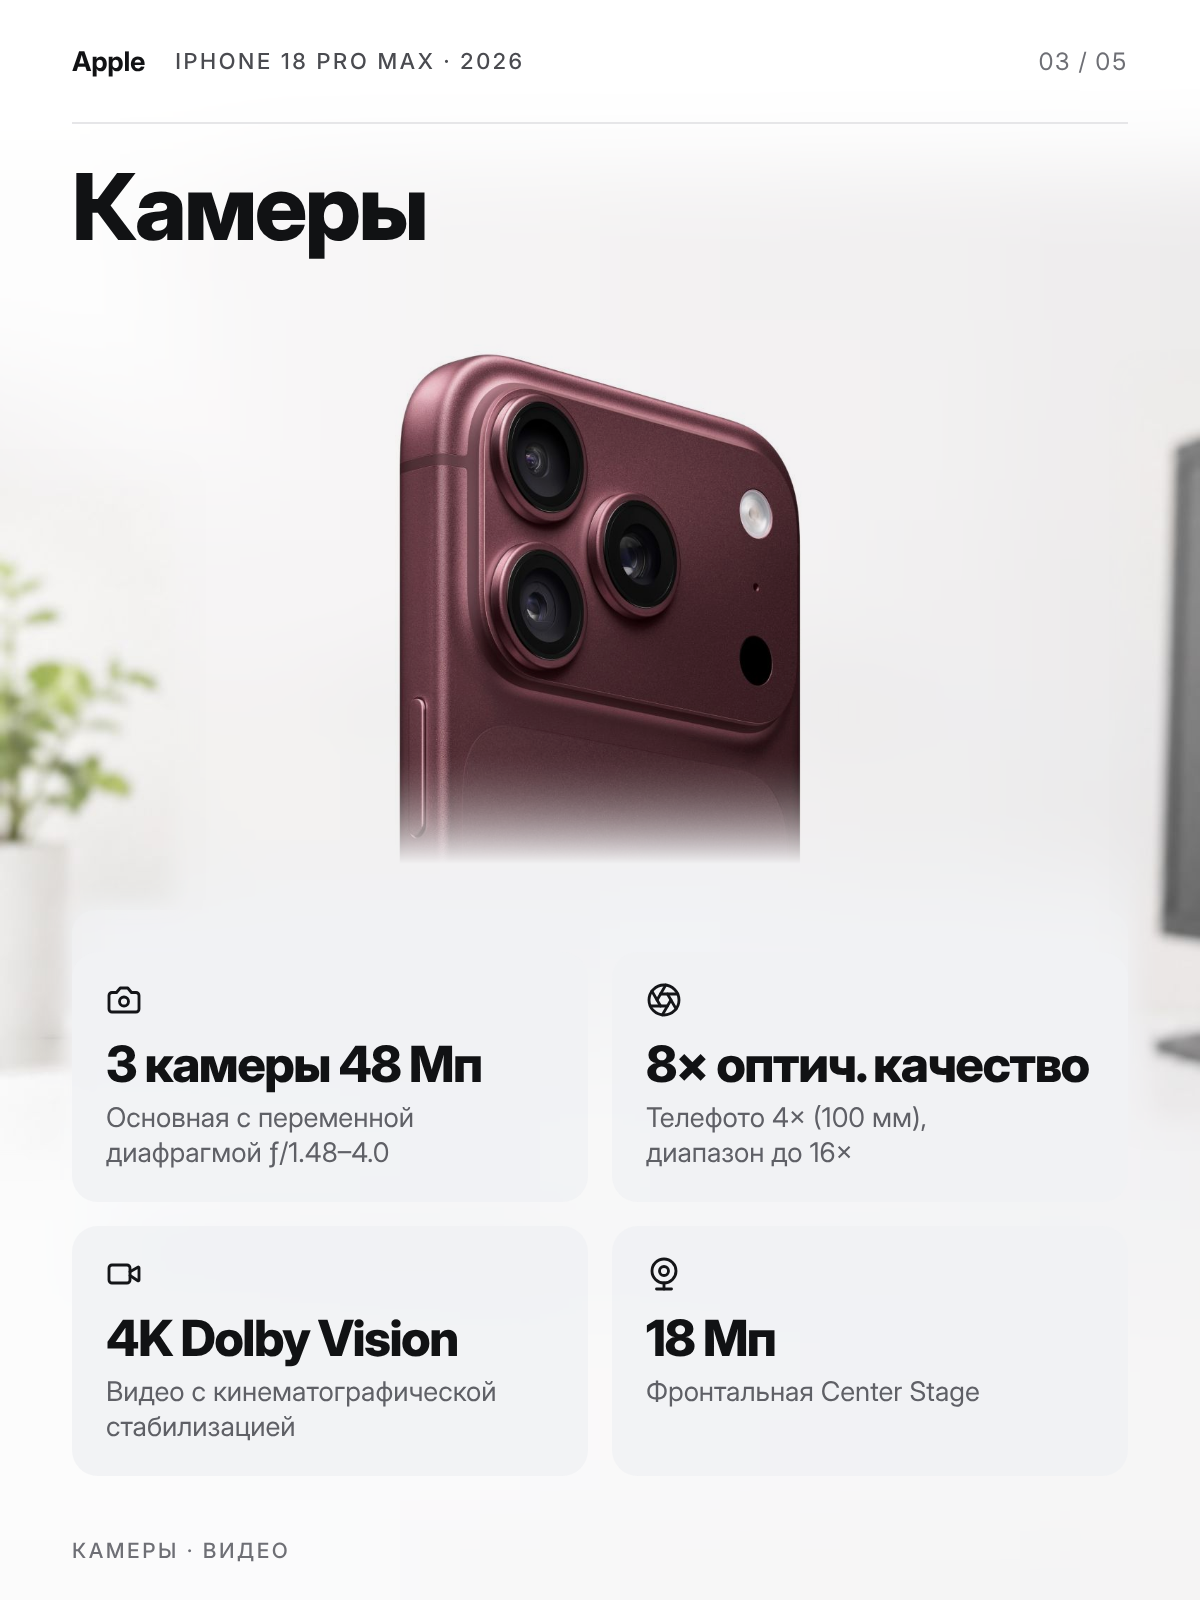 Apple IPHONE 18 PRO MAX · 2026 03 / 05
Камеры
3 камеры 48 Мп
Основная с переменной
диафрагмой ƒ/1.48–4.0
8× оптич. качество
Телефото 4× (100 мм),
диапазон до 16×
4K Dolby Vision
Видео с кинематографической
стабилизацией
18 Мп
Фронтальная Center Stage
КАМЕРЫ · ВИДЕО